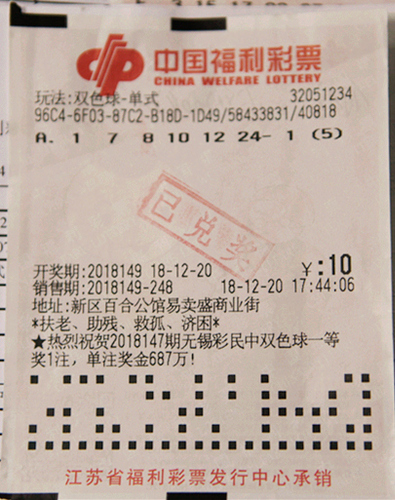 中国福利彩票
CHINA WELFARE LOTTERY
玩法:双色球-单式 32051234
96C4-6F03-87C2-B18D-1D49/58433831/40818
A. 1 7 8 10 12 24- 1 (5)
已兑奖
开奖期:2018149 18-12-20 ¥:10
销售期:2018149-248 18-12-20 17:44:06
地址:新区百合公馆易卖盛商业街
*扶老、助残、救孤、济困*
★热烈祝贺2018147期无锡彩民中双色球一等
奖1注,单注奖金687万!
江苏省福利彩票发行中心承销